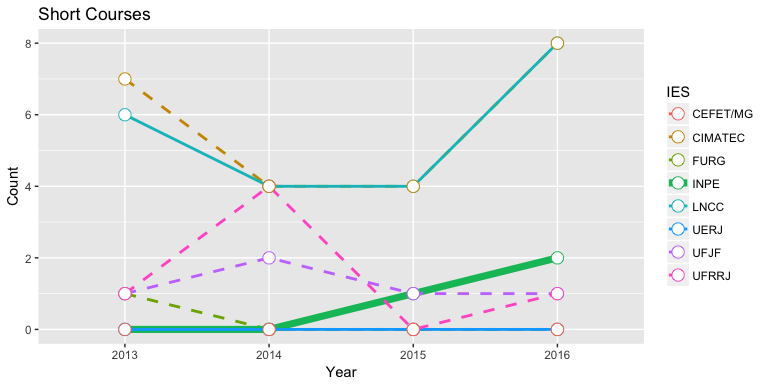 Short Courses
8
6
4
2
0
Count
2013 2014 2015 2016
Year
IES
CEFET/MG
CIMATEC
FURG
INPE
LNCC
UERJ
UFJF
UFRRJ